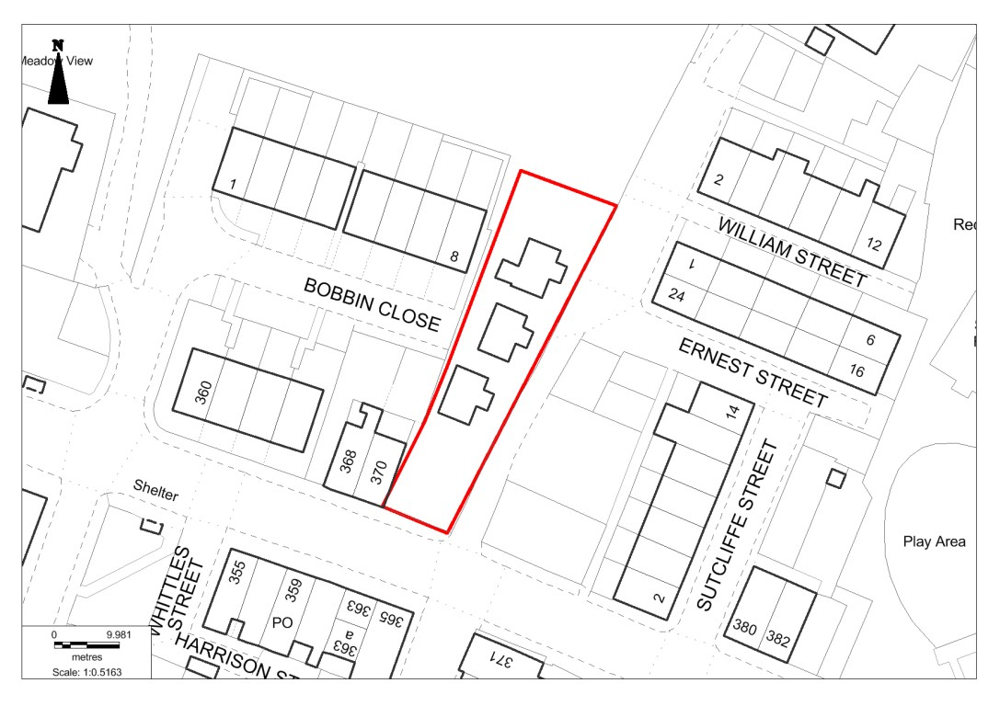 N
Meadow View
1
8
BOBBIN CLOSE
2
12
WILLIAM STREET
1
24
6
16
ERNEST STREET
360
368
370
14
2
SUTCLIFFE STREET
Shelter
Play Area
WHITTLES
STREET
355
359
PO
363
a
363
365
371
380
382
HARRISON ST
0 9.981
metres
Scale: 1:0.5163